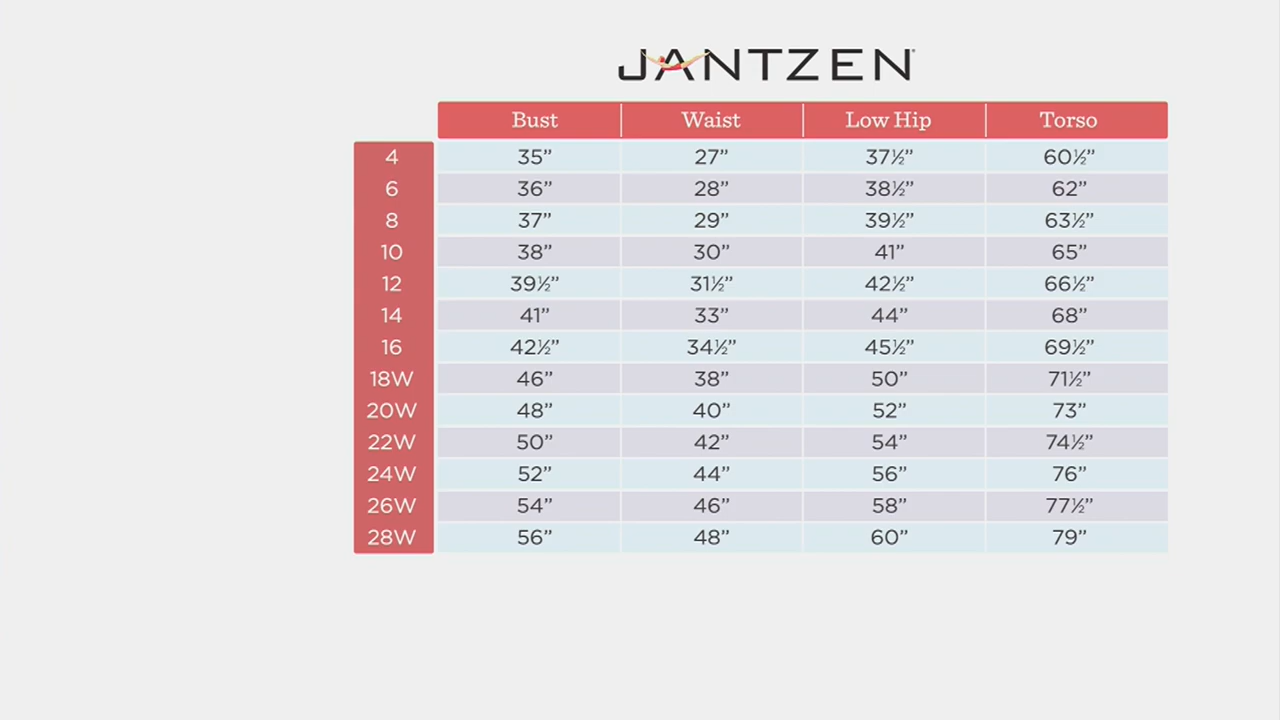 JANTZEN®
Bust Waist Low Hip Torso
4 35” 27” 37½” 60½”
6 36” 28” 38½” 62”
8 37” 29” 39½” 63½”
10 38” 30” 41” 65”
12 39½” 31½” 42½” 66½”
14 41” 33” 44” 68”
16 42½” 34½” 45½” 69½”
18W 46” 38” 50” 71½”
20W 48” 40” 52” 73”
22W 50” 42” 54” 74½”
24W 52” 44” 56” 76”
26W 54” 46” 58” 77½”
28W 56” 48” 60” 79”